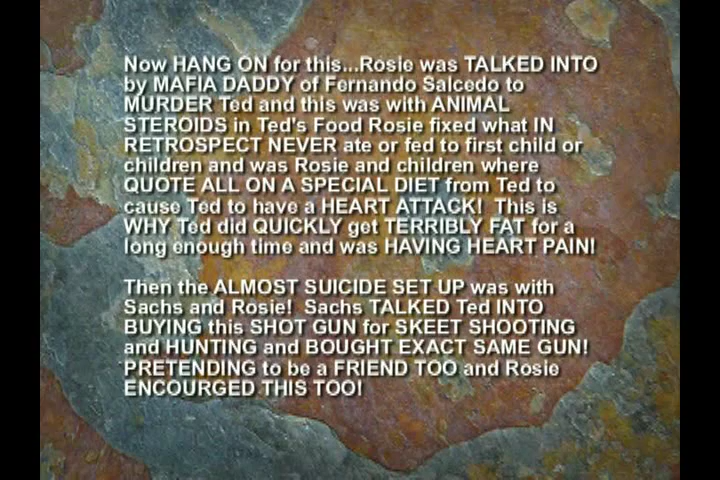 Now HANG ON for this...Rosie was TALKED INTO
by MAFIA DADDY of Fernando Salcedo to
MURDER Ted and this was with ANIMAL
STEROIDS in Ted's Food Rosie fixed what IN
RETROSPECT NEVER ate or fed to first child or
children and was Rosie and children where
QUOTE ALL ON A SPECIAL DIET from Ted to
cause Ted to have a HEART ATTACK!  This is
WHY Ted did QUICKLY get TERRIBLY FAT for a
long enough time and was HAVING HEART PAIN!
Then the ALMOST SUICIDE SET UP was with
Sachs and Rosie!  Sachs TALKED Ted INTO
BUYING this SHOT GUN for SKEET SHOOTING
and HUNTING and BOUGHT EXACT SAME GUN!
PRETENDING to be a FRIEND TOO and Rosie
ENCOURGED THIS TOO!